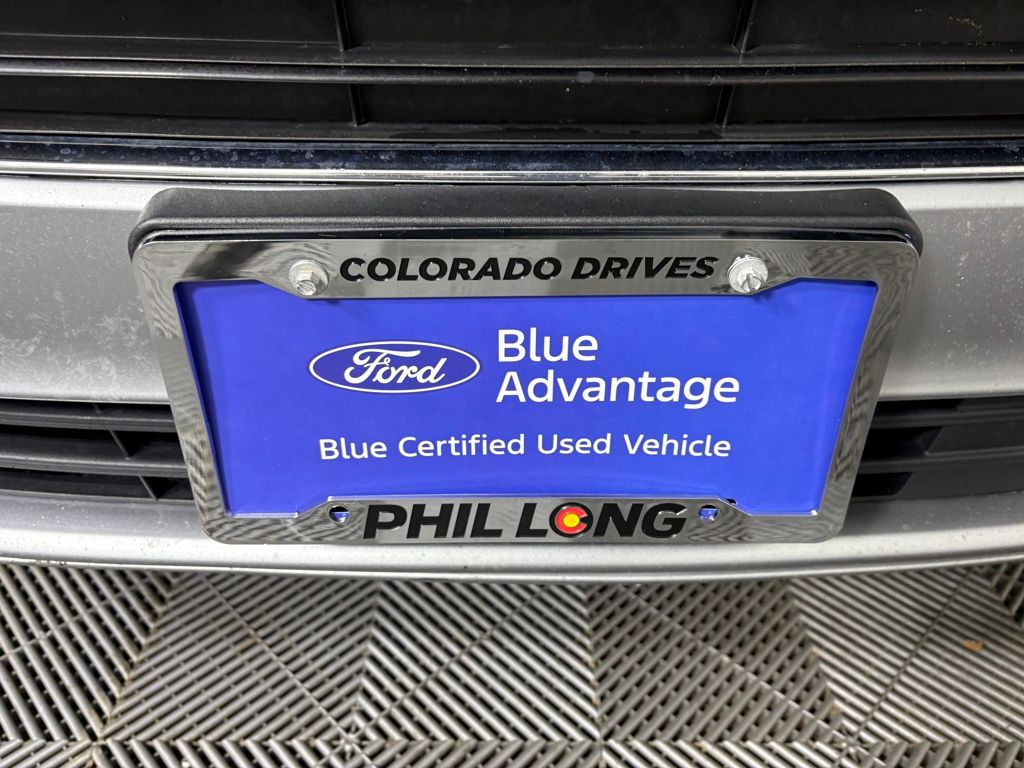 COLORADO DRIVES
Ford
Blue
Advantage
Blue Certified Used Vehicle
PHIL LONG